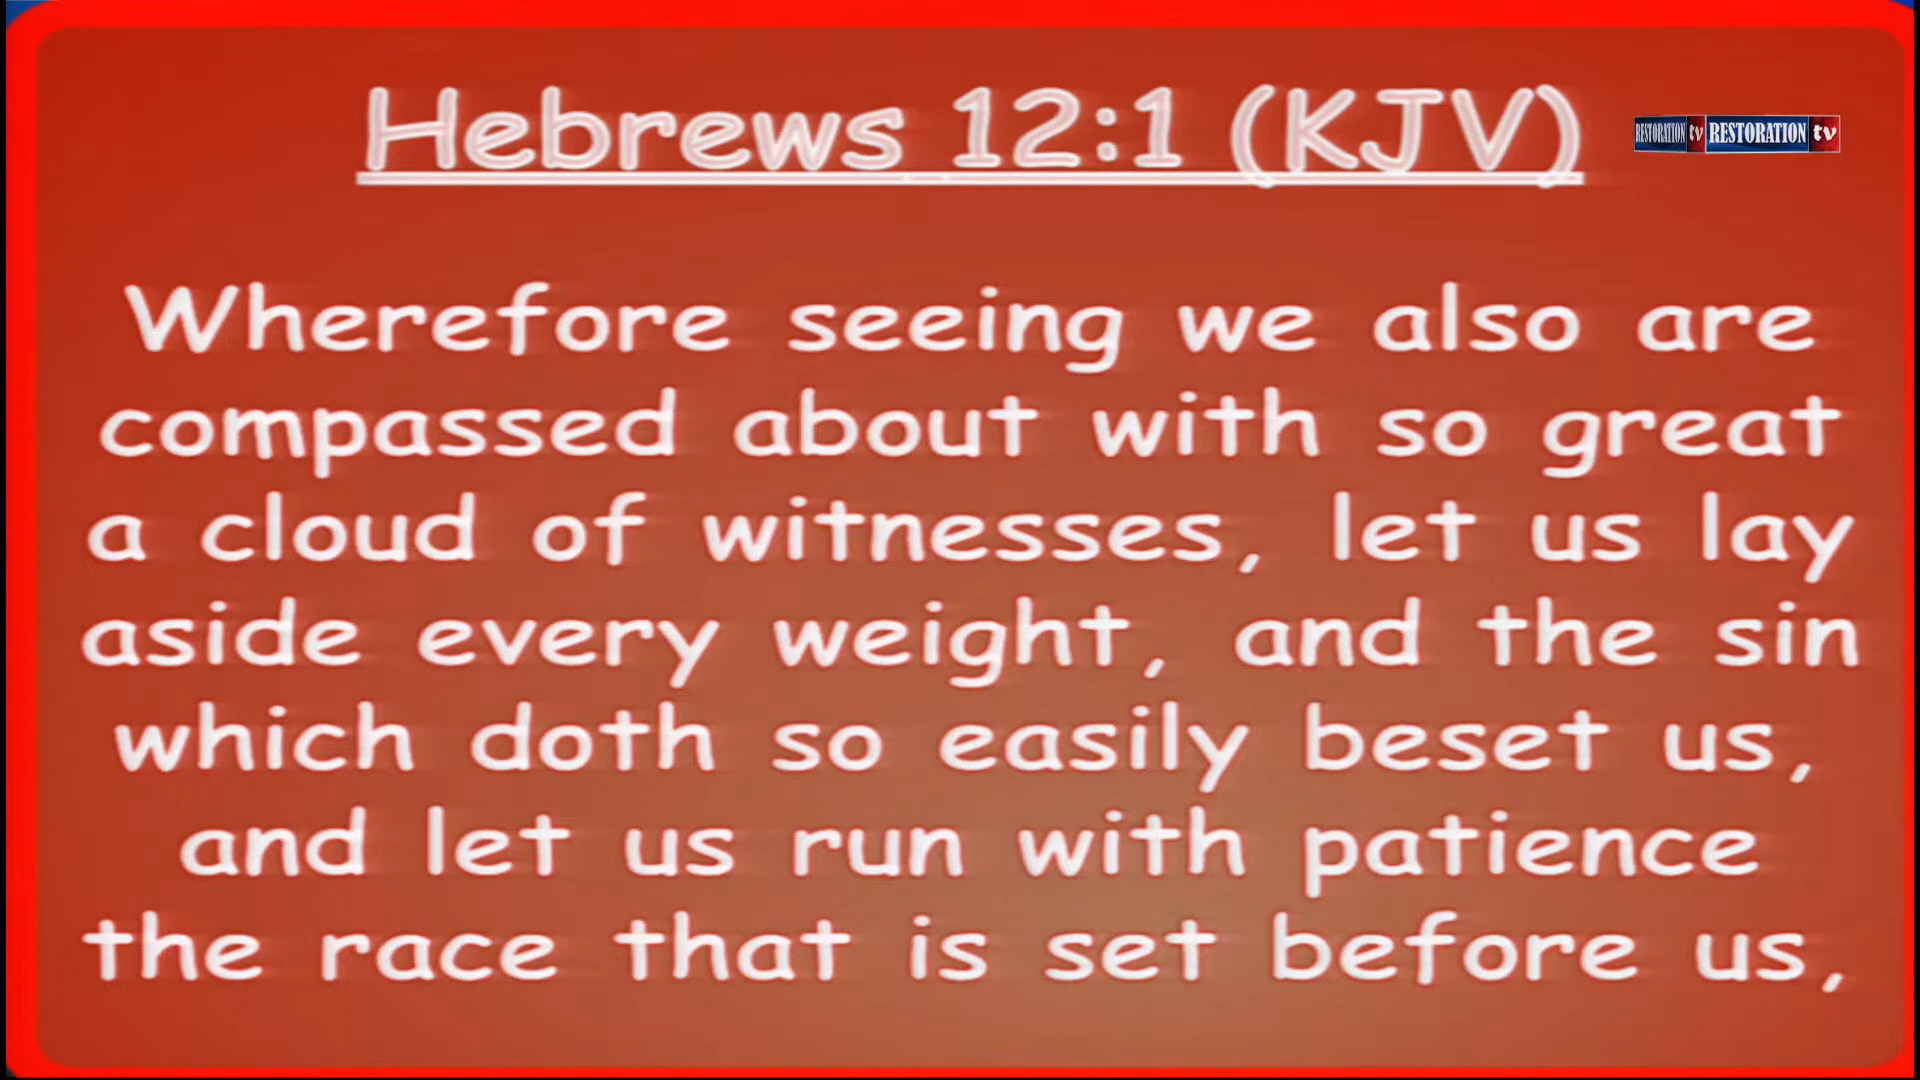 Hebrews 12:1 (KJV)
RESTORATION tv RESTORATION tv
Wherefore seeing we also are
compassed about with so great
a cloud of witnesses, let us lay
aside every weight, and the sin
which doth so easily beset us,
and let us run with patience
the race that is set before us,